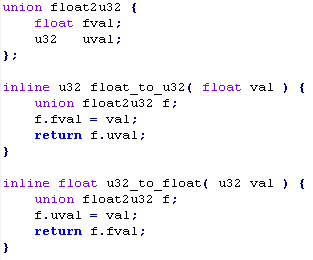 union float2u32 {
    float fval;
    u32   uval;
};

inline u32 float_to_u32( float val ) {
    union float2u32 f;
    f.fval = val;
    return f.uval;
}

inline float u32_to_float( u32 val ) {
    union float2u32 f;
    f.uval = val;
    return f.fval;
}